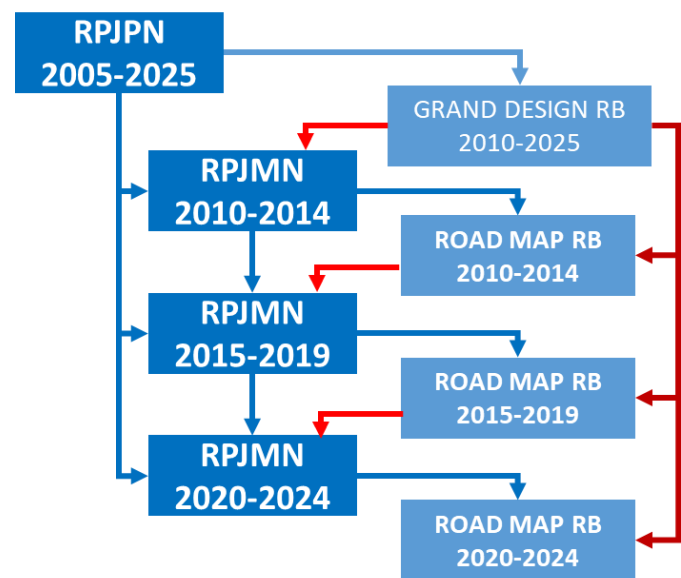 RPJPN
2005-2025
GRAND DESIGN RB
2010-2025
RPJMN
2010-2014
ROAD MAP RB
2010-2014
RPJMN
2015-2019
ROAD MAP RB
2015-2019
RPJMN
2020-2024
ROAD MAP RB
2020-2024